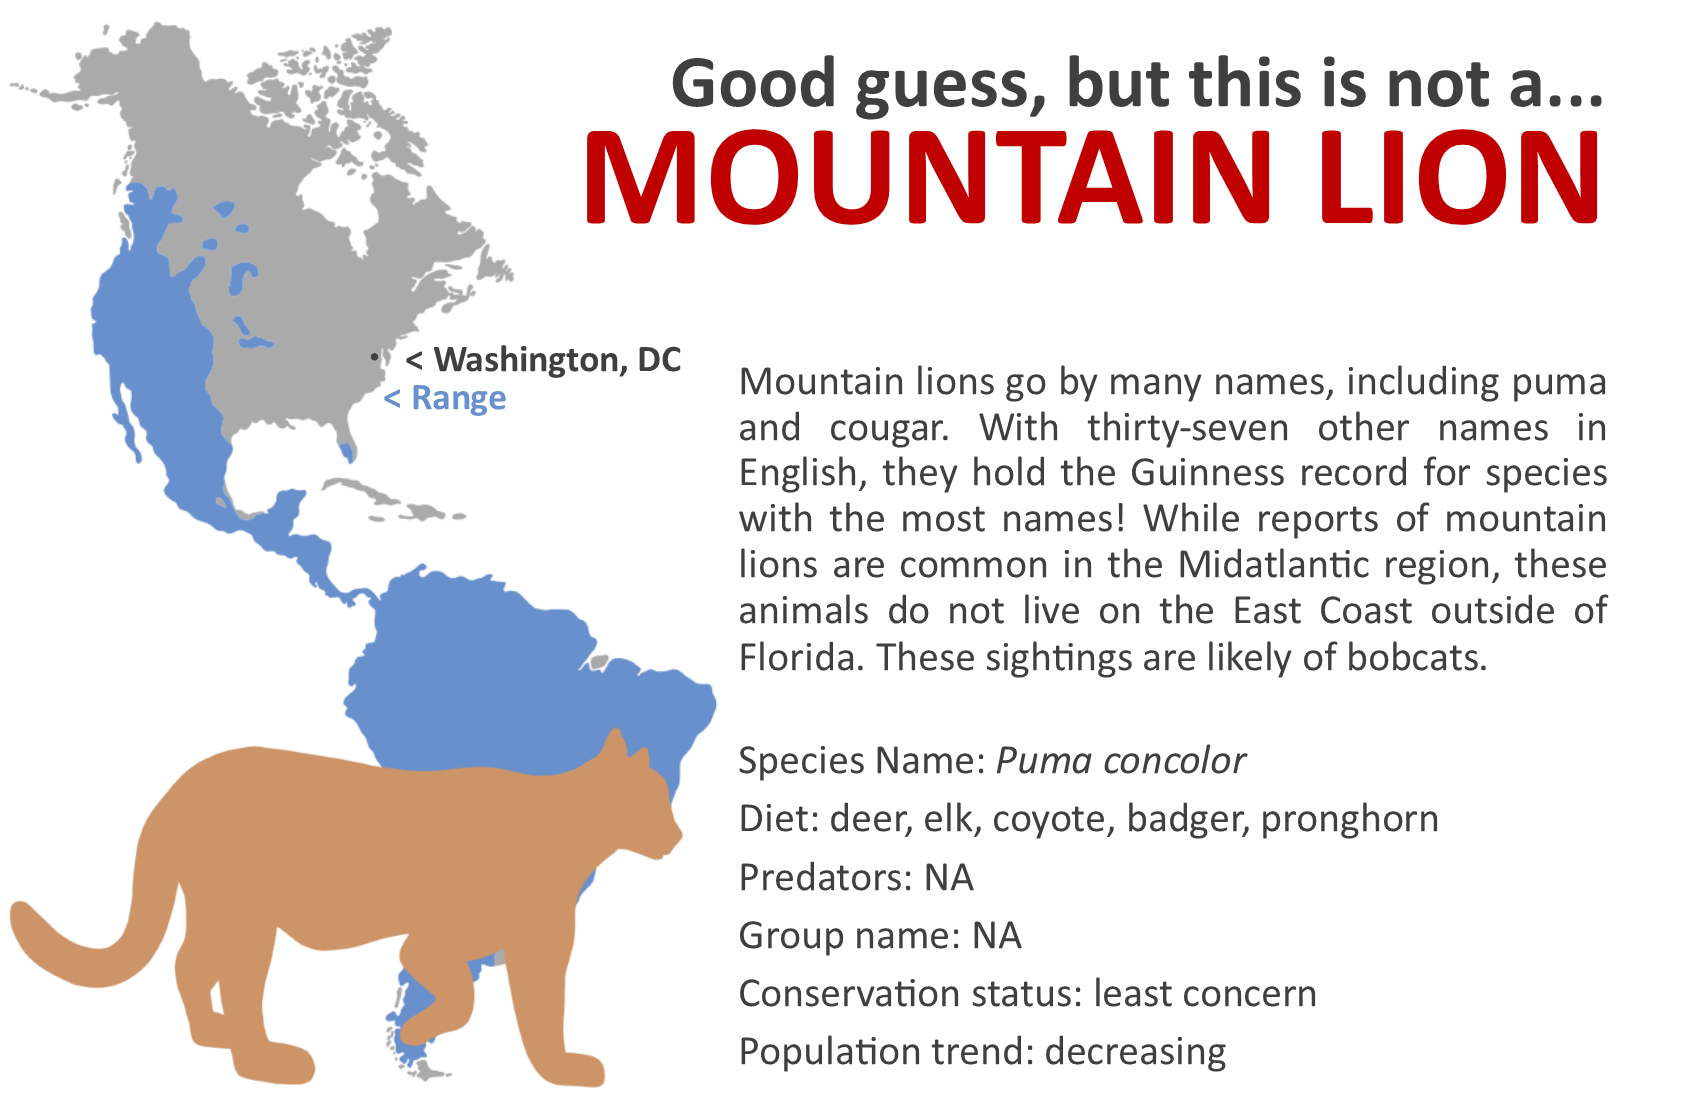 Good guess, but this is not a...
MOUNTAIN LION
< Washington, DC
< Range
Mountain lions go by many names, including puma
and cougar. With thirty-seven other names in
English, they hold the Guinness record for species
with the most names! While reports of mountain
lions are common in the Midatlantic region, these
animals do not live on the East Coast outside of
Florida. These sightings are likely of bobcats.
Species Name: Puma concolor
Diet: deer, elk, coyote, badger, pronghorn
Predators: NA
Group name: NA
Conservation status: least concern
Population trend: decreasing